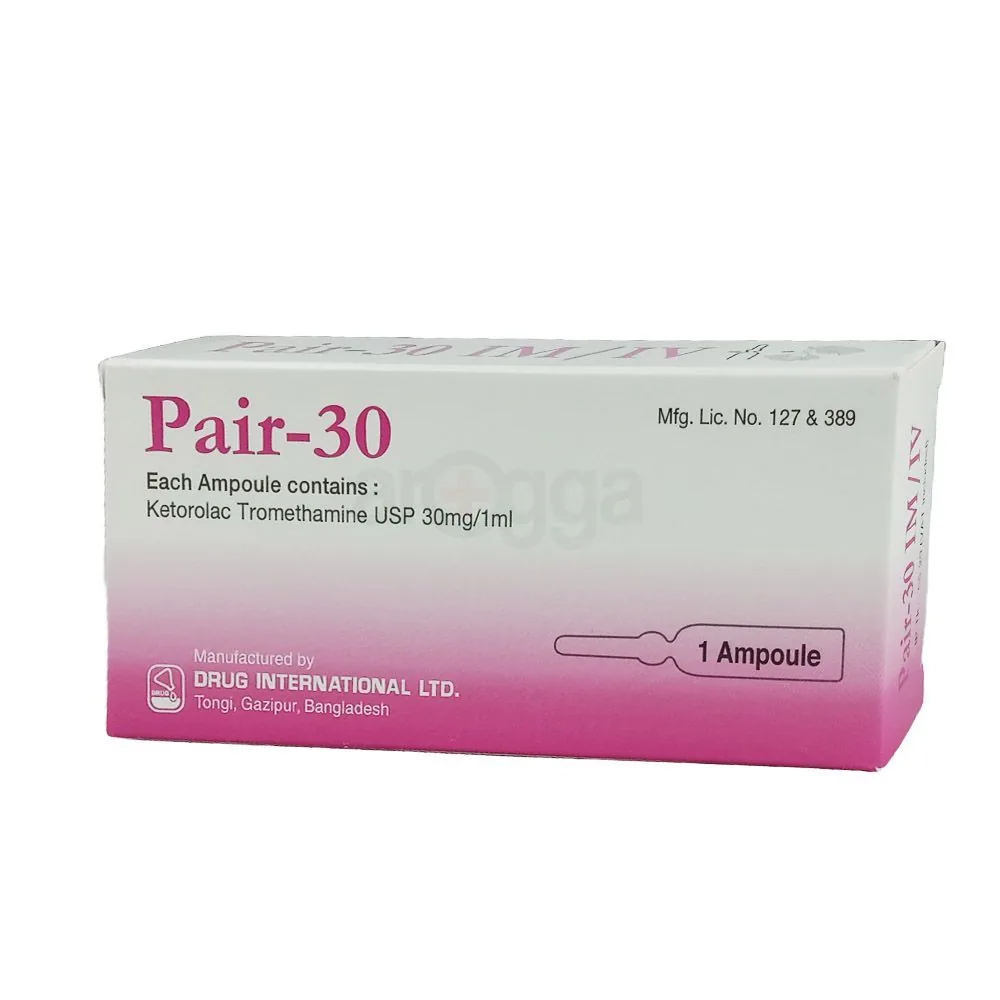 Pair-30 IM/IV
Pair-30
Mfg. Lic. No. 127 & 389
Each Ampoule contains :
Ketorolac Tromethamine USP 30mg/1ml
arogga
1 Ampoule
Manufactured by
DRUG INTERNATIONAL LTD.
Tongi, Gazipur, Bangladesh
DRUG
Pair-30 IM/IV